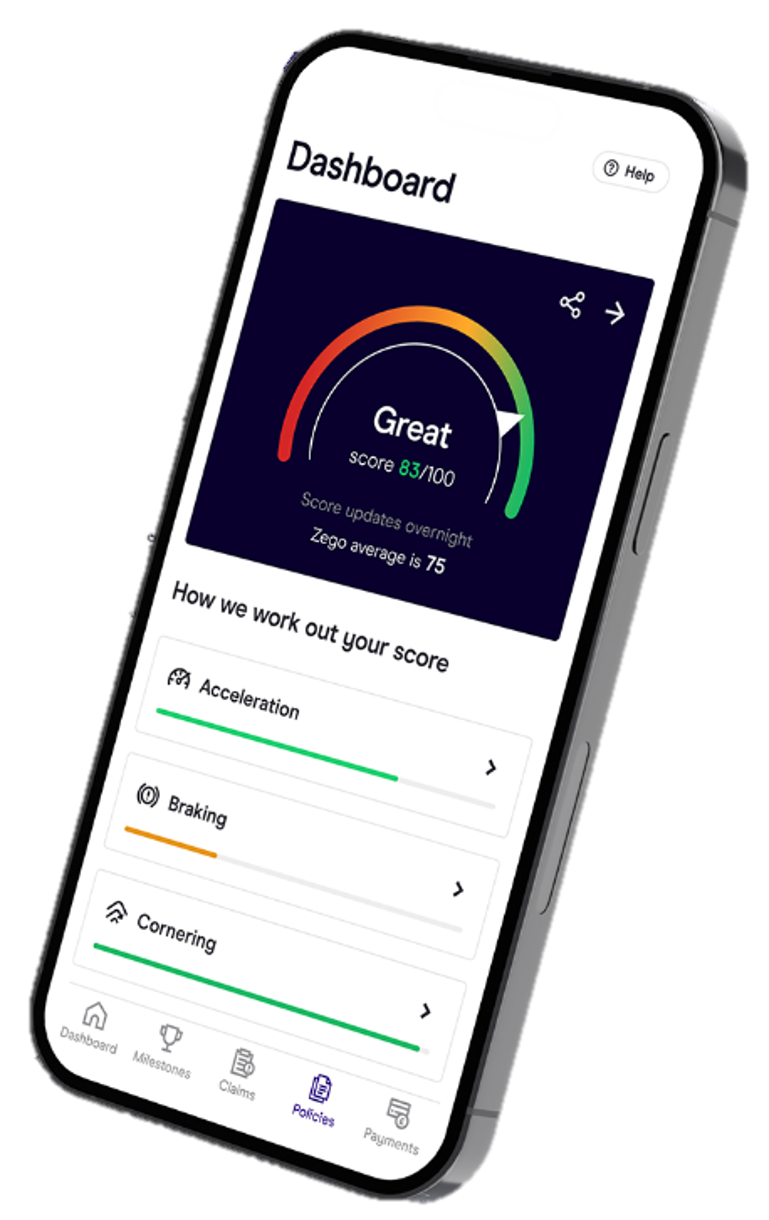 Dashboard
Help
Great
score 83/100
Score updates overnight
Zego average is 75
How we work out your score
Acceleration
Braking
Cornering
Dashboard
Milestones
Claims
Policies
Payments